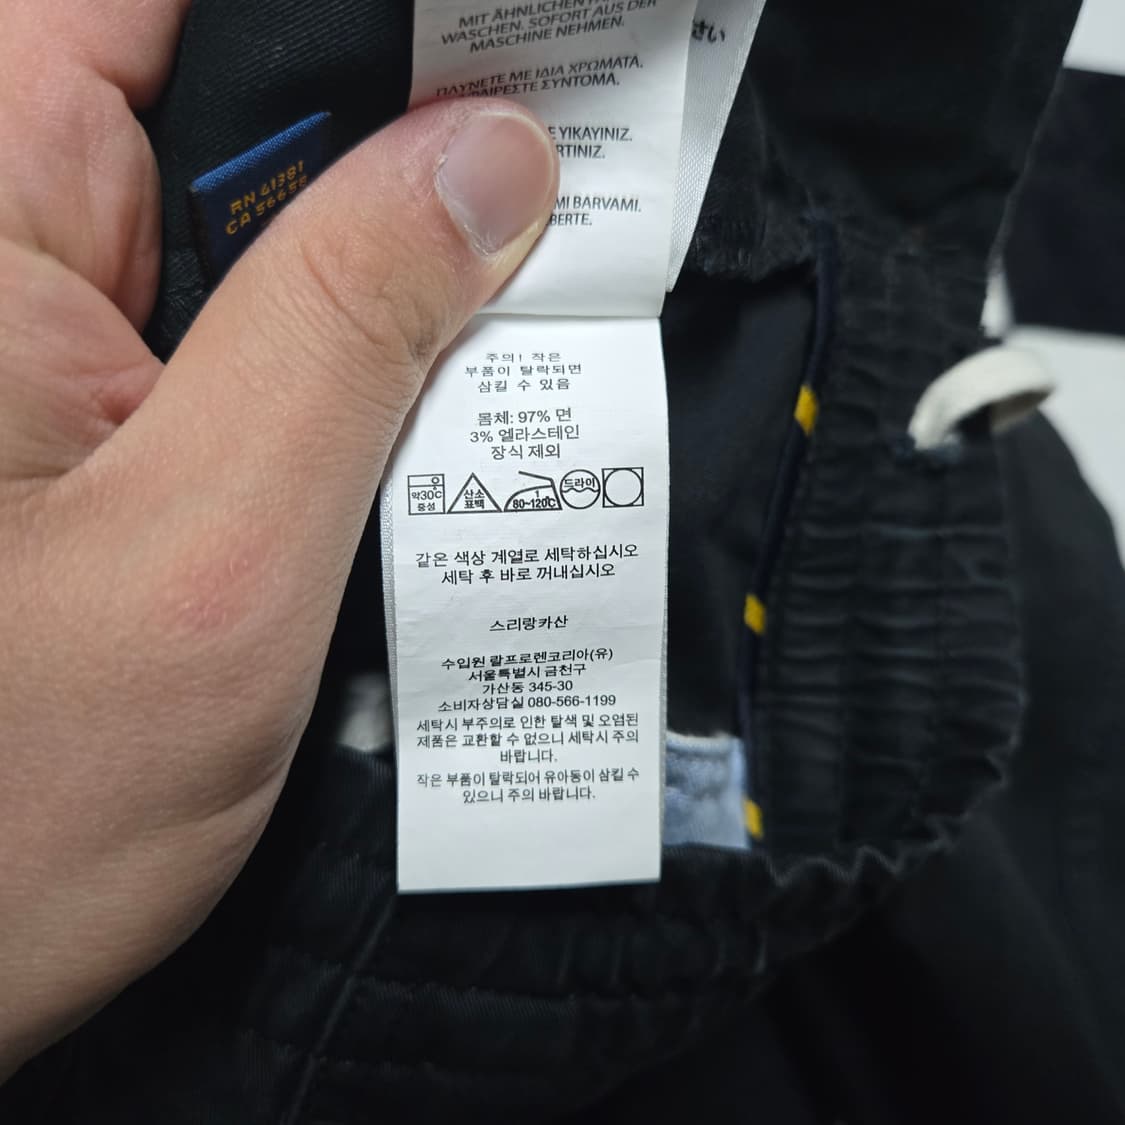 MIT ÄHNLICHEN
WASCHEN. SOFORT AUS DER
MASCHINE NEHMEN.
さい
ΠΛΥΝΕΤΕ ΜΕ ΙΔΙΑ ΧΡΩΜΑΤΑ.
ΣΥΝΤΟΜΑ.
YIKAYINIZ.
BARVAMI.
RN 41381
CA 56658
주의! 작은
부품이 탈락되면
삼킬 수 있음
몸체: 97% 면
3% 엘라스테인
장식 제외
약30℃
중성
산소
표백
1
80~120℃
드라이
같은 색상 계열로 세탁하십시오
세탁 후 바로 꺼내십시오
스리랑카산
수입원 랄프로렌코리아(유)
서울특별시 금천구
가산동 345-30
소비자상담실 080-566-1199
세탁시 부주의로 인한 탈색 및 오염된
제품은 교환할 수 없으니 세탁시 주의
바랍니다.
작은 부품이 탈락되어 유아동이 삼킬 수
있으니 주의 바랍니다.